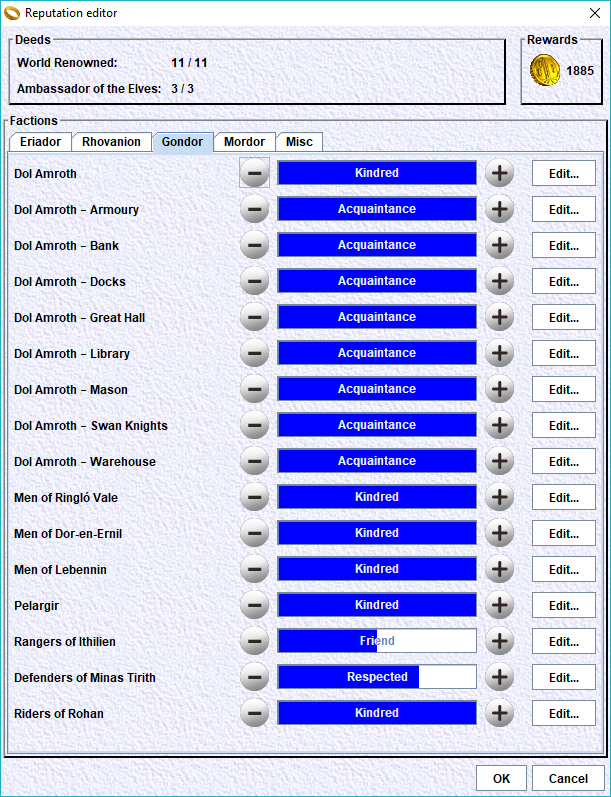 Reputation editor
Deeds
World Renowned: 11 / 11
Ambassador of the Elves: 3 / 3
Rewards
1885
Factions
Eriador Rhovanion Gondor Mordor Misc
Dol Amroth Kindred Edit...
Dol Amroth – Armoury Acquaintance Edit...
Dol Amroth – Bank Acquaintance Edit...
Dol Amroth – Docks Acquaintance Edit...
Dol Amroth – Great Hall Acquaintance Edit...
Dol Amroth – Library Acquaintance Edit...
Dol Amroth – Mason Acquaintance Edit...
Dol Amroth – Swan Knights Acquaintance Edit...
Dol Amroth – Warehouse Acquaintance Edit...
Men of Ringló Vale Kindred Edit...
Men of Dor-en-Ernil Kindred Edit...
Men of Lebennin Kindred Edit...
Pelargir Kindred Edit...
Rangers of Ithilien Friend Edit...
Defenders of Minas Tirith Respected Edit...
Riders of Rohan Kindred Edit...
OK Cancel